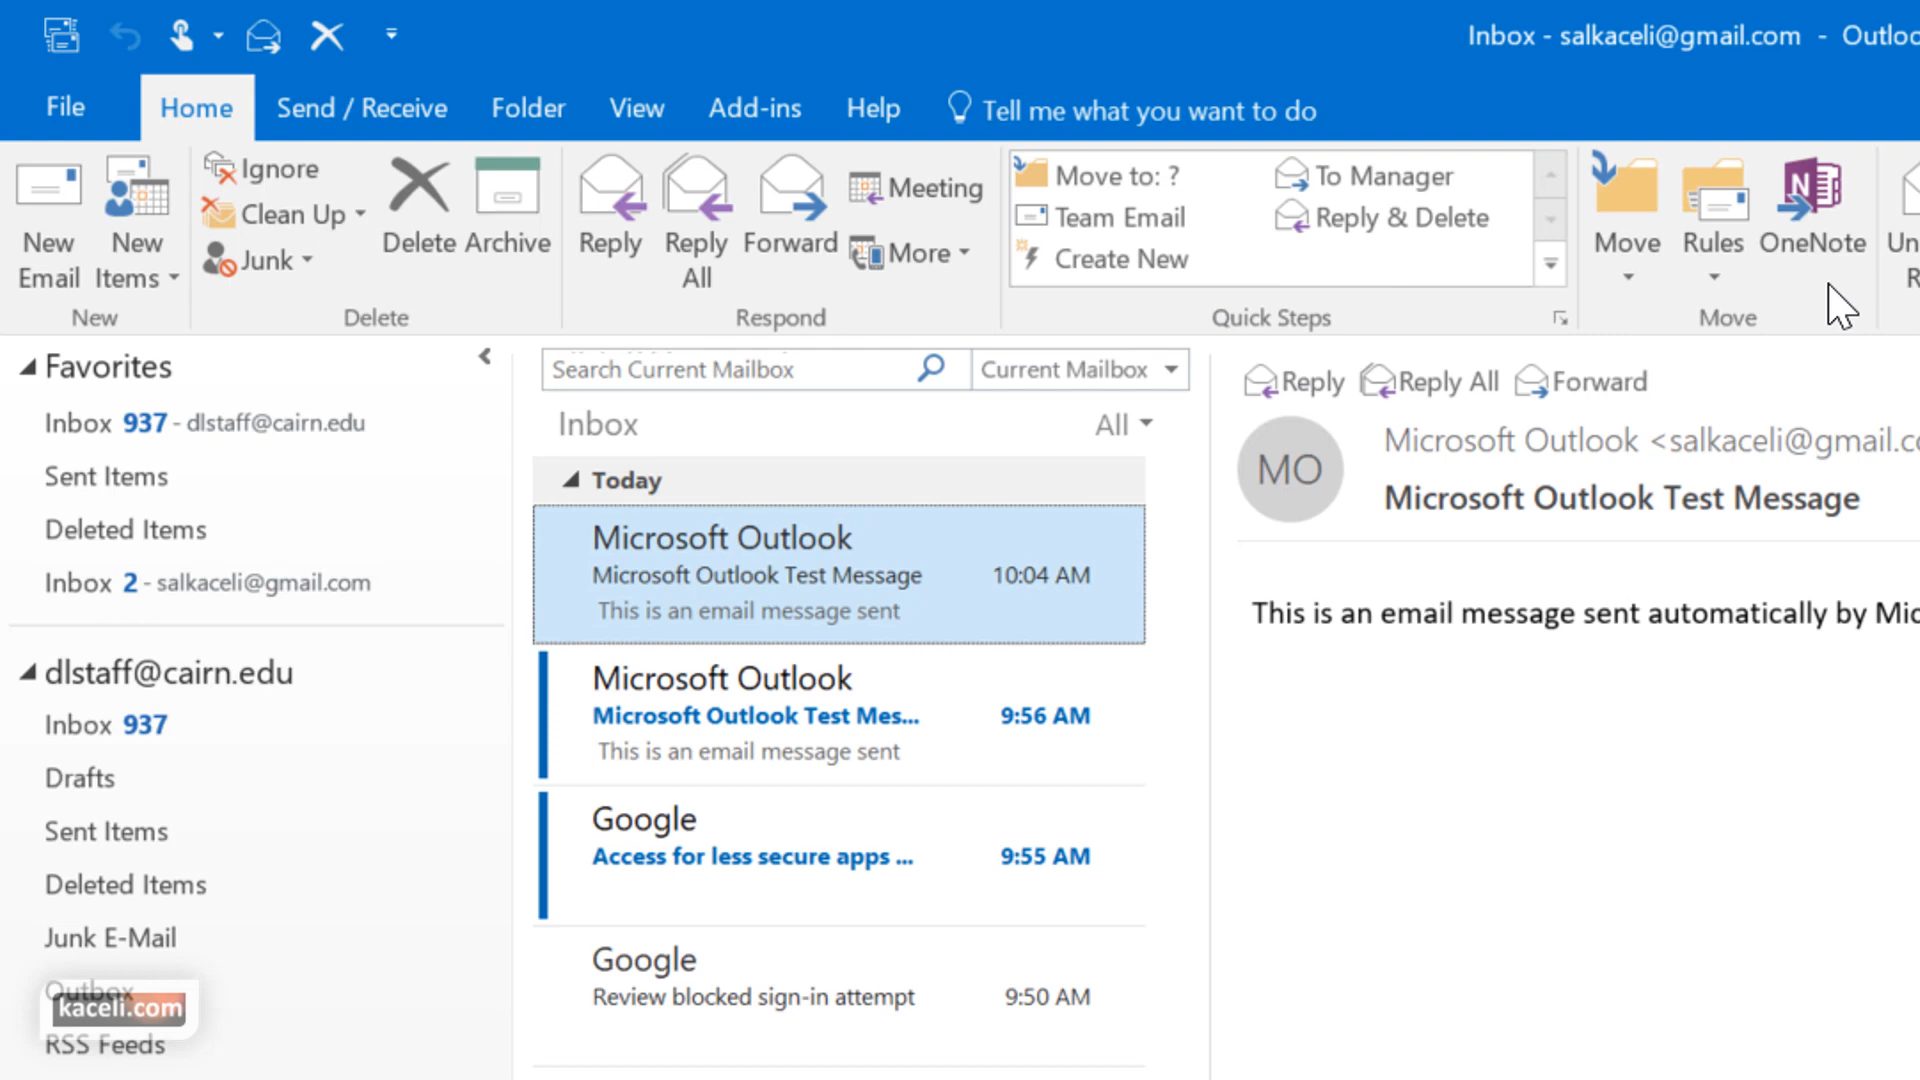 Inbox - salkaceli@gmail.com - Outloo
File Home Send / Receive Folder View Add-ins Help Tell me what you want to do
New Email
New Items
New
Ignore
Clean Up
Junk
Delete
Archive
Delete
Reply
Reply All
Forward
Meeting
More
Respond
Move to: ?
Team Email
Create New
To Manager
Reply & Delete
Quick Steps
Move
Rules
OneNote
Move
Favorites
Inbox 937 - dlstaff@cairn.edu
Sent Items
Deleted Items
Inbox 2 - salkaceli@gmail.com
dlstaff@cairn.edu
Inbox 937
Drafts
Sent Items
Deleted Items
Junk E-Mail
Outbox
kaceli.com
RSS Feeds
Search Current Mailbox Current Mailbox
Inbox All
Today
Microsoft Outlook
Microsoft Outlook Test Message 10:04 AM
This is an email message sent
Microsoft Outlook
Microsoft Outlook Test Mes... 9:56 AM
This is an email message sent
Google
Access for less secure apps ... 9:55 AM
Google
Review blocked sign-in attempt 9:50 AM
Reply Reply All Forward
MO
Microsoft Outlook <salkaceli@gmail.co
Microsoft Outlook Test Message
This is an email message sent automatically by Mic